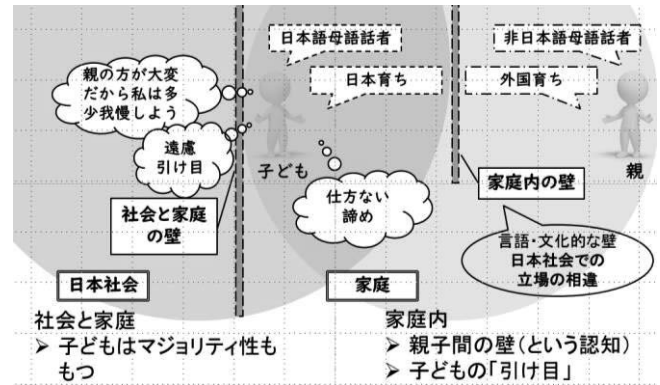 日本語母語話者
非日本語母語話者
親の方が大変
だから私は多
少我慢しよう
日本育ち
外国育ち
遠慮
引け目
子ども
親
仕方ない
諦め
社会と家庭
の壁
家庭内の壁
言語・文化的な壁
日本社会での
立場の相違
日本社会
家庭
社会と家庭
➢ 子どもはマジョリティ性も
もつ
家庭内
➢ 親子間の壁(という認知)
➢ 子どもの「引け目」